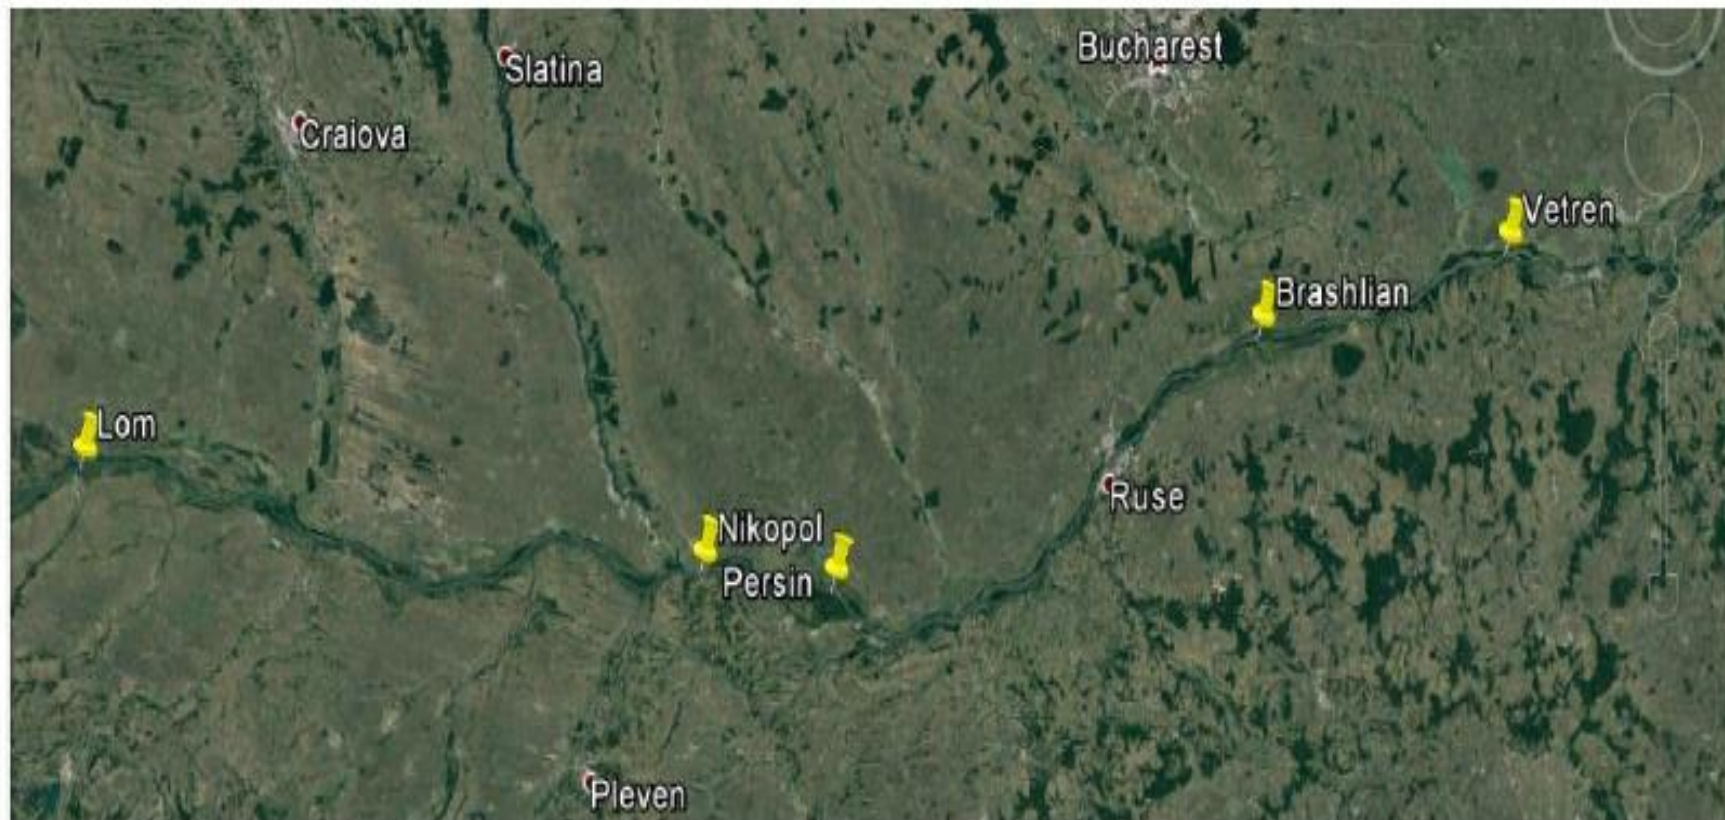 Bucharest
Slatina
Craiova
Vetren
Brashlian
Lom
Ruse
Nikopol
Persin
Pleven